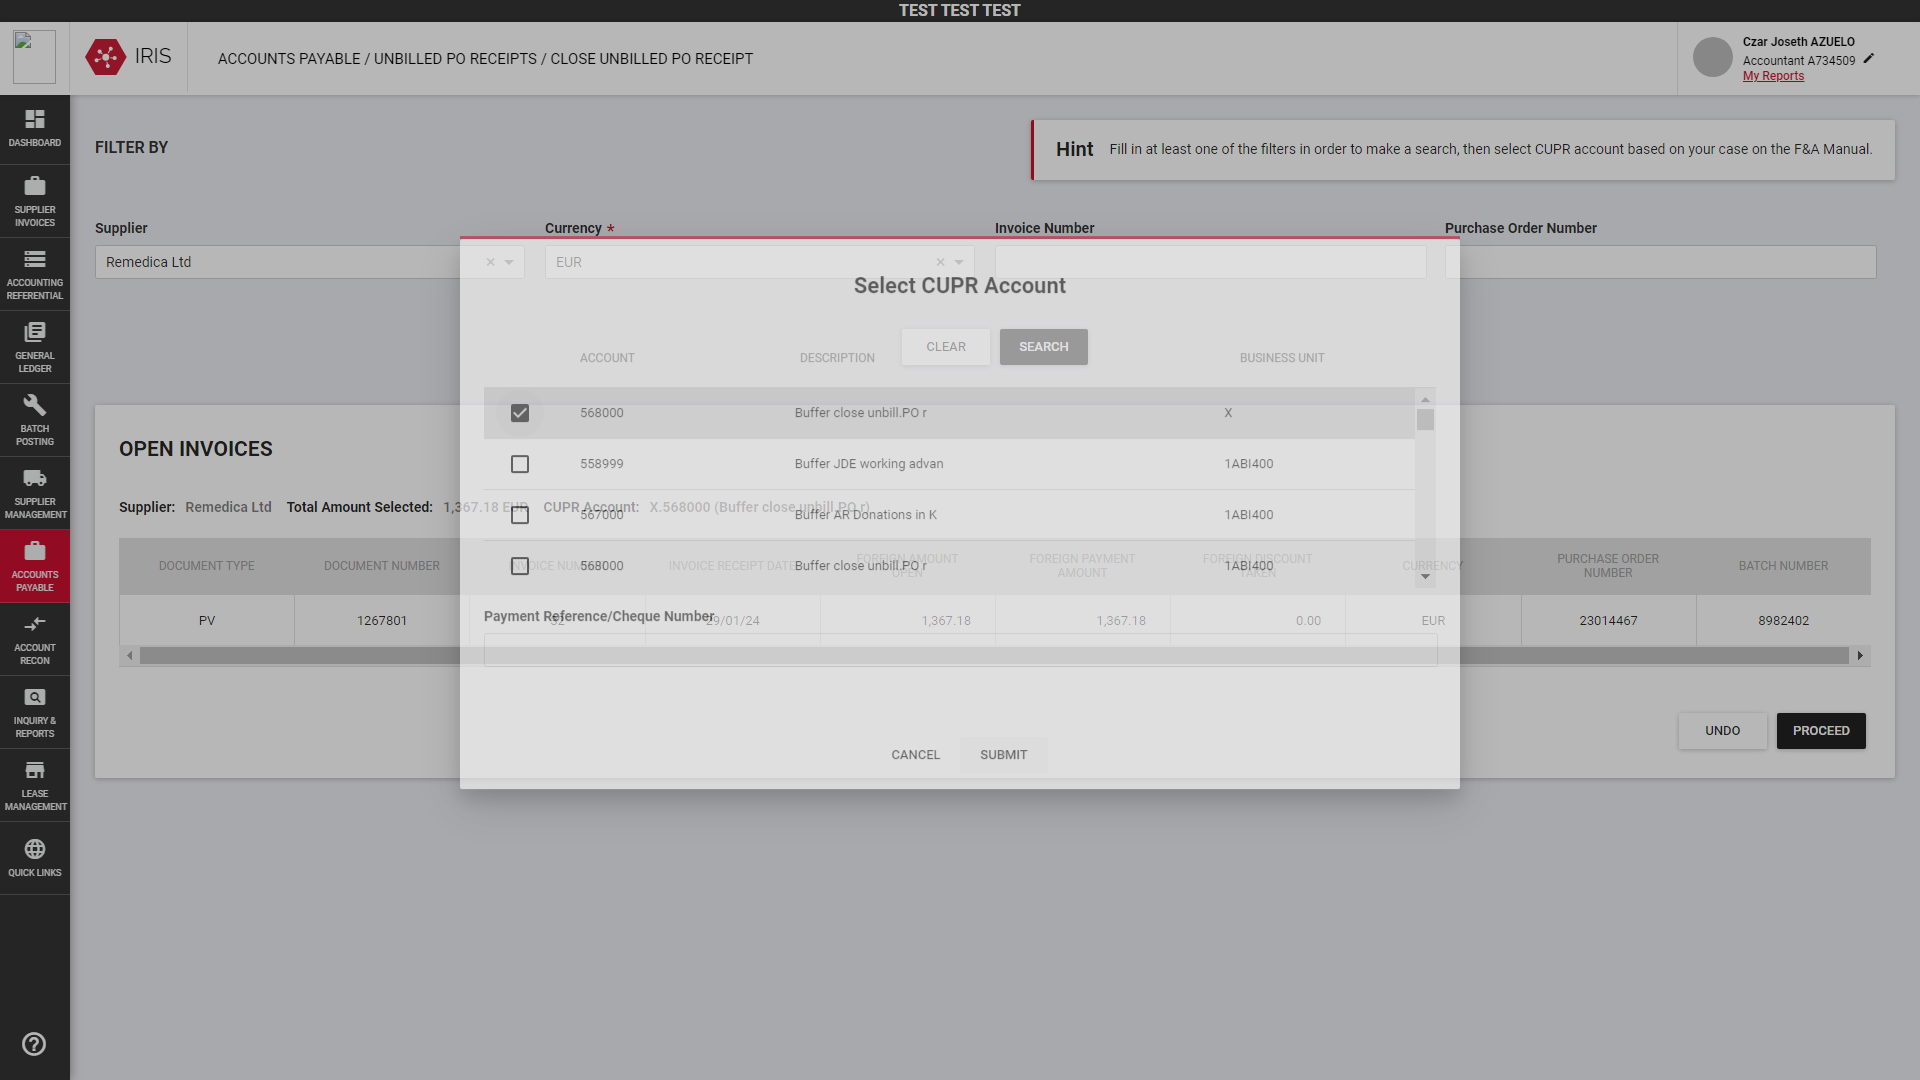 TEST TEST TEST
IRIS
ACCOUNTS PAYABLE / UNBILLED PO RECEIPTS / CLOSE UNBILLED PO RECEIPT
Czar Joseth AZUELO
Accountant A734509
My Reports
DASHBOARD
SUPPLIER INVOICES
ACCOUNTING REFERENTIAL
GENERAL LEDGER
BATCH POSTING
SUPPLIER MANAGEMENT
ACCOUNTS PAYABLE
ACCOUNT RECON
INQUIRY & REPORTS
LEASE MANAGEMENT
QUICK LINKS
FILTER BY
Hint Fill in at least one of the filters in order to make a search, then select CUPR account based on your case on the F&A Manual.
Supplier Currency * Invoice Number Purchase Order Number
Remedica Ltd EUR
CLEAR SEARCH
OPEN INVOICES
Supplier: Remedica Ltd Total Amount Selected: 1,367.18 EUR CUPR Account: X.568000 (Buffer close unbill.PO r)
DOCUMENT TYPE DOCUMENT NUMBER INVOICE NUMBER INVOICE RECEIPT DATE FOREIGN AMOUNT OPEN FOREIGN PAYMENT AMOUNT FOREIGN DISCOUNT TAKEN CURRENCY PURCHASE ORDER NUMBER BATCH NUMBER
PV 1267801 29/01/24 1,367.18 1,367.18 0.00 EUR 23014467 8982402
UNDO PROCEED
Select CUPR Account
ACCOUNT DESCRIPTION BUSINESS UNIT
568000 Buffer close unbill.PO r X
558999 Buffer JDE working advan 1ABI400
567000 Buffer AR Donations in K 1ABI400
568000 Buffer close unbill.PO r 1ABI400
Payment Reference/Cheque Number
CANCEL SUBMIT